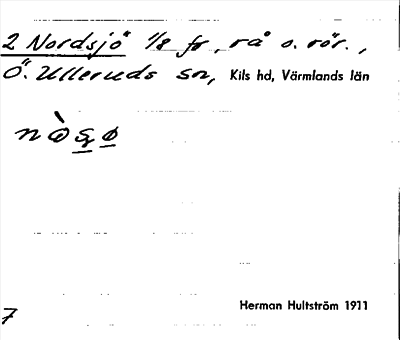 2 Nordsjö 1/8 fr, rå o. rör.,
Ö. Ulleruds sn, Kils hd, Värmlands län
Herman Hultström 1911
7